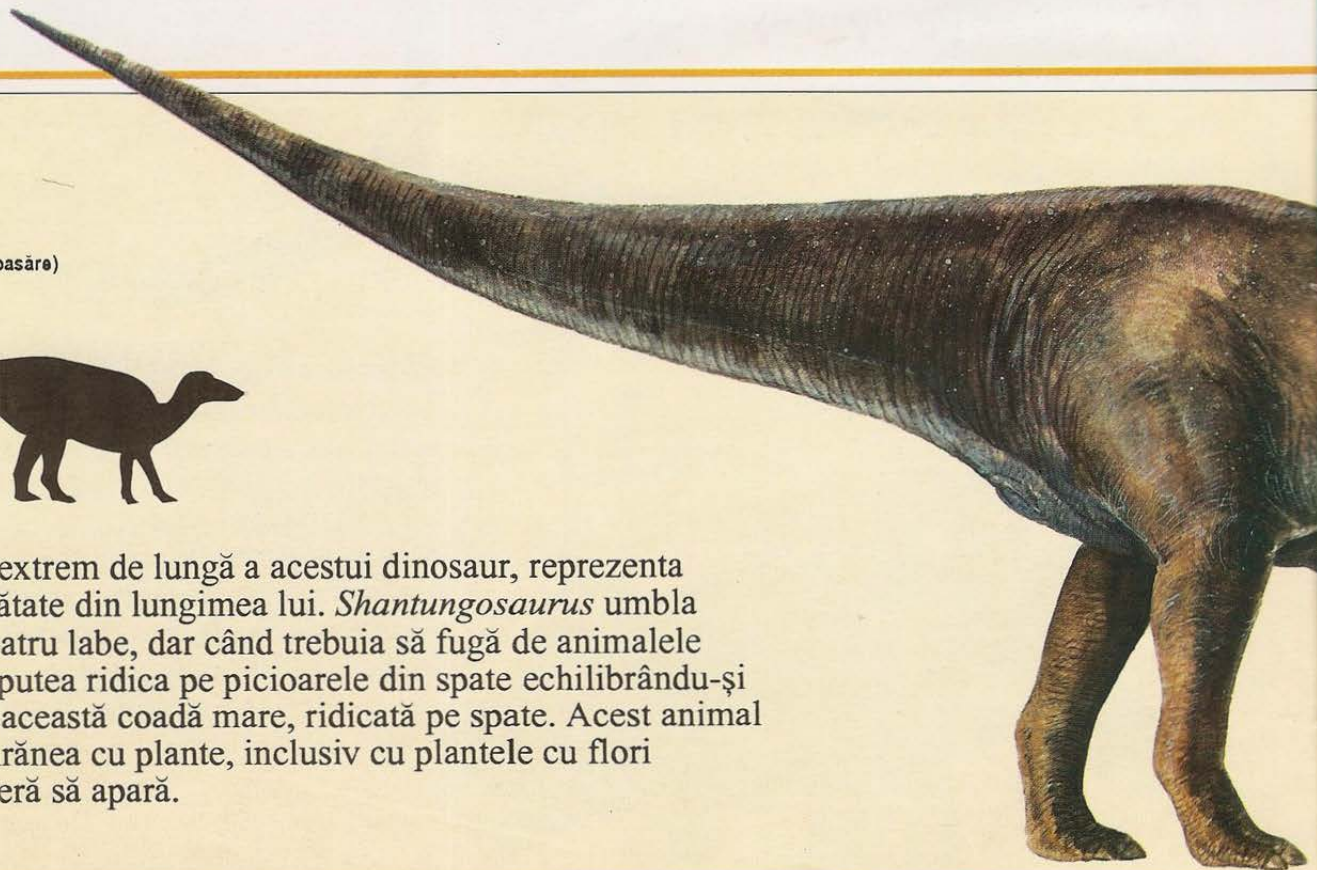 pasăre)
extrem de lungă a acestui dinosaur, reprezenta
ătate din lungimea lui. Shantungosaurus umbla
atru labe, dar când trebuia să fugă de animalele
putea ridica pe picioarele din spate echilibrându-și
această coadă mare, ridicată pe spate. Acest animal
rănea cu plante, inclusiv cu plantele cu flori
eră să apară.